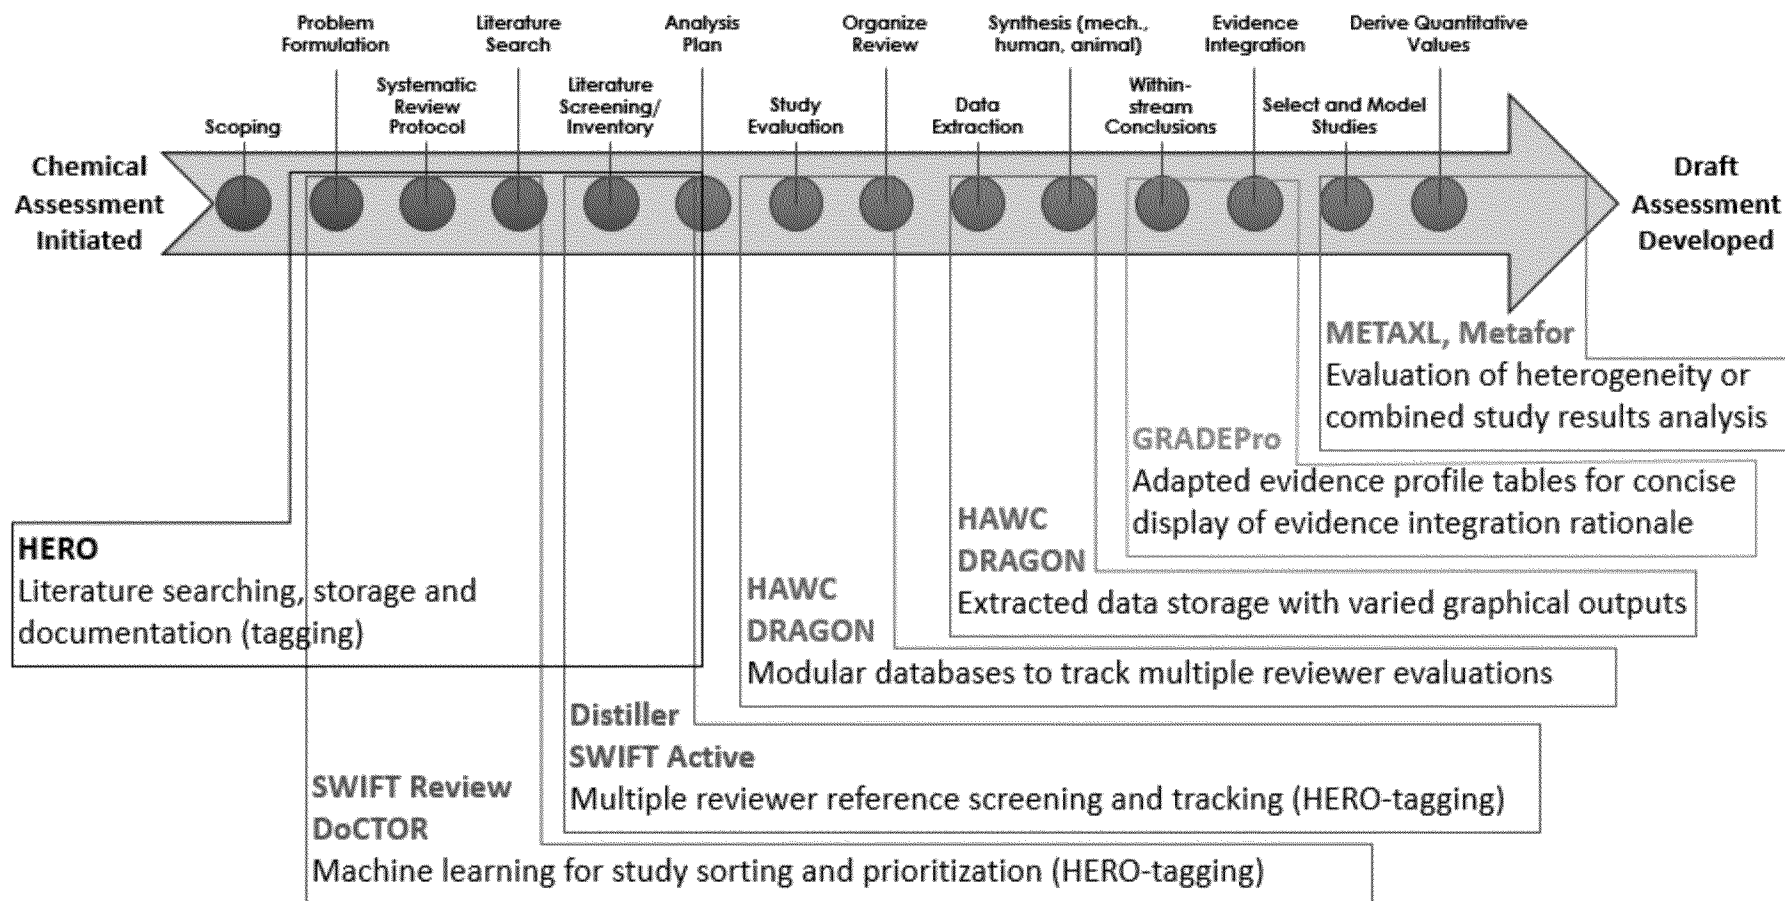 Problem
Formulation
Literature
Search
Analysis
Plan
Organize
Review
Synthesis (mech.,
human, animal)
Evidence
Integration
Derive Quantitative
Values
Scoping
Systematic
Review
Protocol
Literature
Screening/
Inventory
Study
Evaluation
Data
Extraction
Within-
stream
Conclusions
Select and Model
Studies
Chemical
Assessment
Initiated
Draft
Assessment
Developed
METAXL, Metafor
Evaluation of heterogeneity or
combined study results analysis
GRADEPro
Adapted evidence profile tables for concise
display of evidence integration rationale
HAWC
DRAGON
Extracted data storage with varied graphical outputs
HERO
Literature searching, storage and
documentation (tagging)
HAWC
DRAGON
Modular databases to track multiple reviewer evaluations
Distiller
SWIFT Active
Multiple reviewer reference screening and tracking (HERO-tagging)
SWIFT Review
DoCTOR
Machine learning for study sorting and prioritization (HERO-tagging)